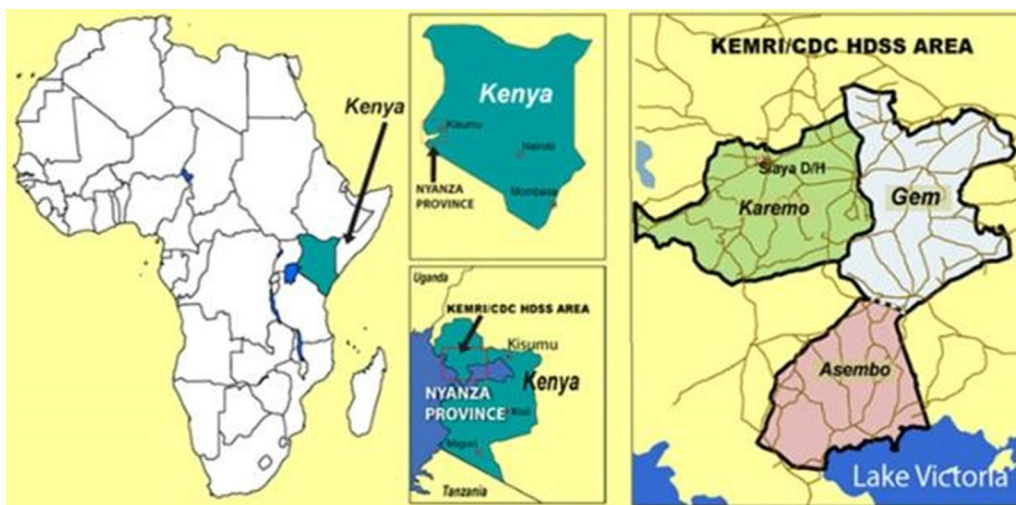 Kenya
Kenya
Kisumu
Nairobi
Mombasa
NYANZA
PROVINCE
Uganda
KEMRI/CDC HDSS AREA
Kisumu
Kenya
NYANZA
PROVINCE
Kisii
Migori
Tanzania
KEMRI/CDC HDSS AREA
Siaya D/H
Karemo
Gem
Asembo
Lake Victoria